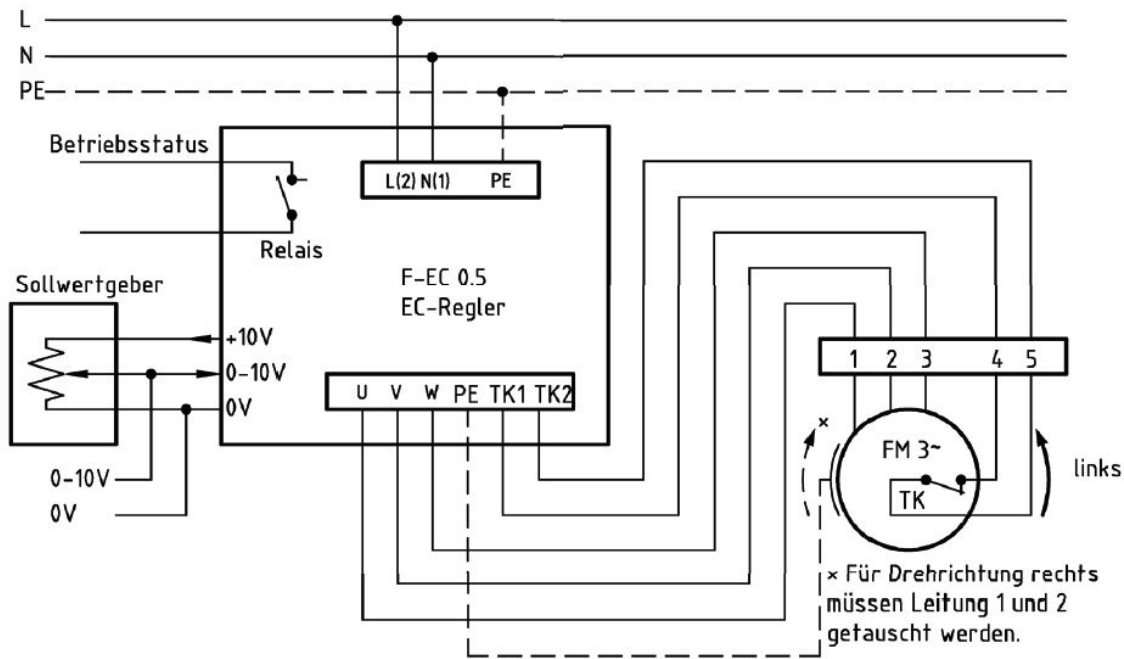 L
N
PE
Betriebsstatus
L(2) N(1) PE
Relais
Sollwertgeber
F-EC 0.5
EC-Regler
+10V
0-10V
0V
U V W PE TK1 TK2
1 2 3 4 5
×
FM 3~
links
TK
0-10V
0V
× Für Drehrichtung rechts
müssen Leitung 1 und 2
getauscht werden.